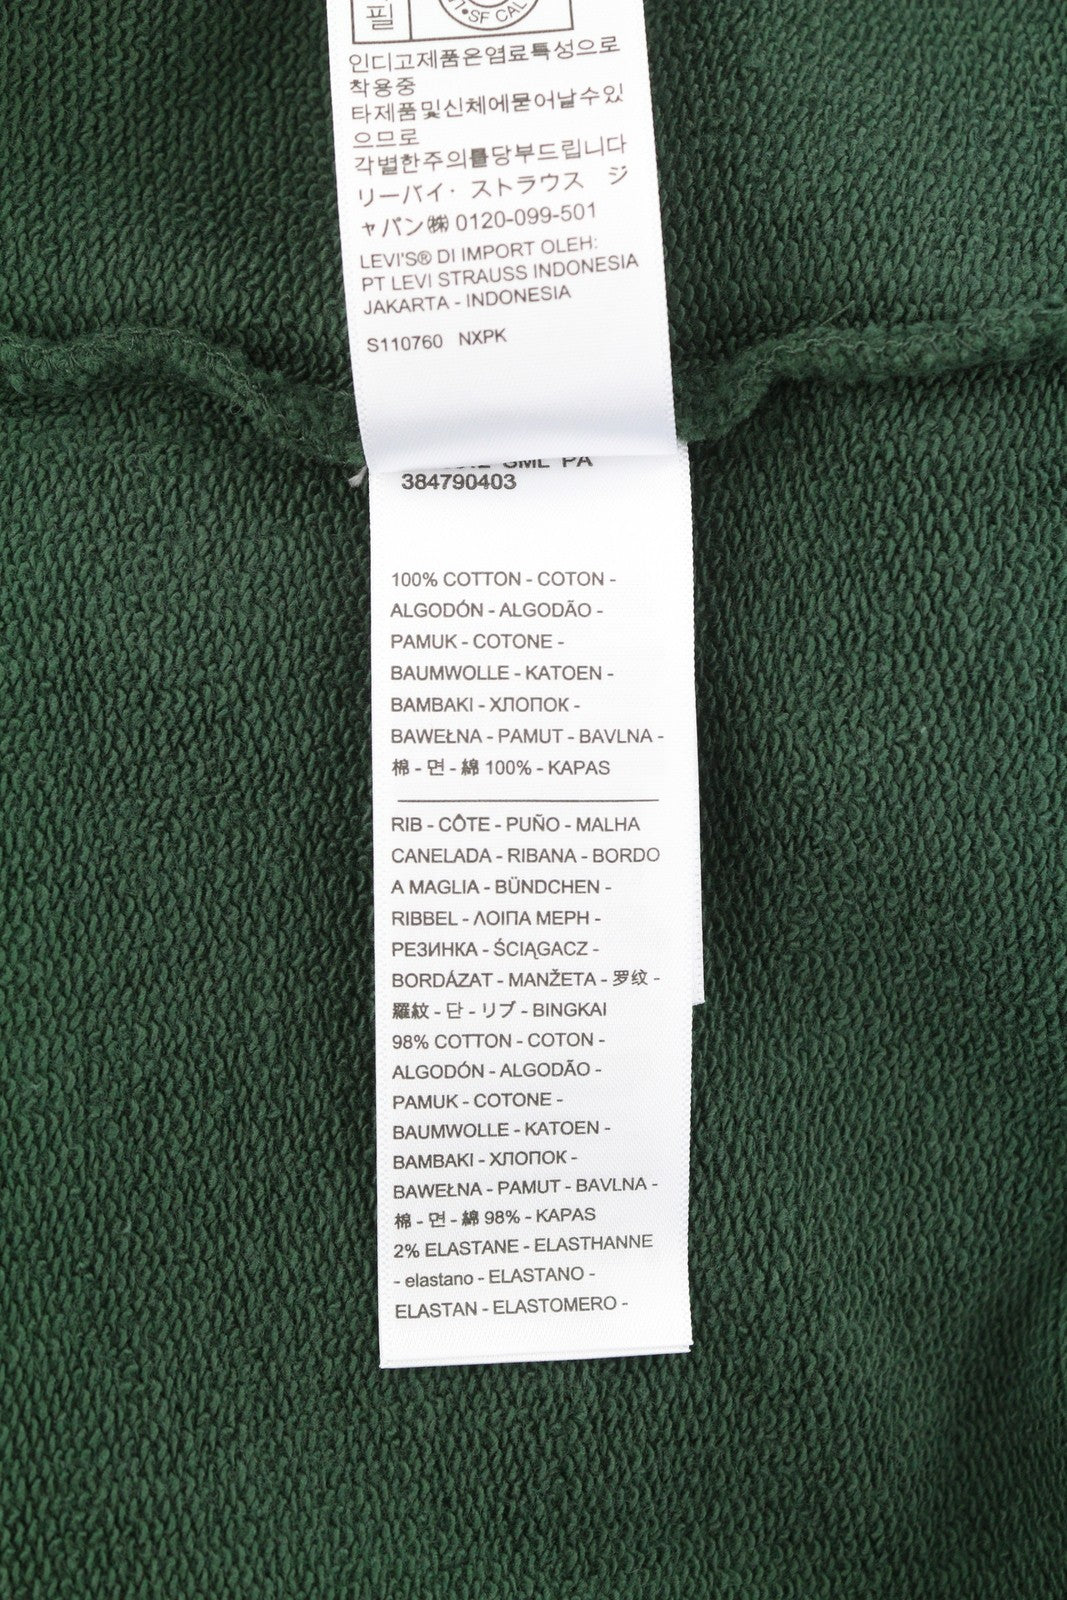 필
SF CAL
인디고제품은염료특성으로
착용중
타제품및신체에묻어날수있
으므로
각별한주의를당부드립니다
リーバイ・ストラウス ジ
ャパン㈱ 0120-099-501
LEVI'S® DI IMPORT OLEH:
PT LEVI STRAUSS INDONESIA
JAKARTA - INDONESIA
S110760 NXPK
SML PA
384790403
100% COTTON - COTON -
ALGODÓN - ALGODÃO -
PAMUK - COTONE -
BAUMWOLLE - KATOEN -
BAMBAKI - ХЛОПОК -
BAWEŁNA - PAMUT - BAVLNA -
棉 - 면 - 綿 100% - KAPAS
RIB - CÔTE - PUÑO - MALHA
CANELADA - RIBANA - BORDO
A MAGLIA - BÜNDCHEN -
RIBBEL - ΛΟΙΠΑ ΜΕΡΗ -
РЕЗИНКА - ŚCIĄGACZ -
BORDÁZAT - MANŽETA - 罗纹 -
羅紋 - 단 - リブ - BINGKAI
98% COTTON - COTON -
ALGODÓN - ALGODÃO -
PAMUK - COTONE -
BAUMWOLLE - KATOEN -
BAMBAKI - ХЛОПОК -
BAWEŁNA - PAMUT - BAVLNA -
棉 - 면 - 綿 98% - KAPAS
2% ELASTANE - ELASTHANNE
- elastano - ELASTANO -
ELASTAN - ELASTOMERO -